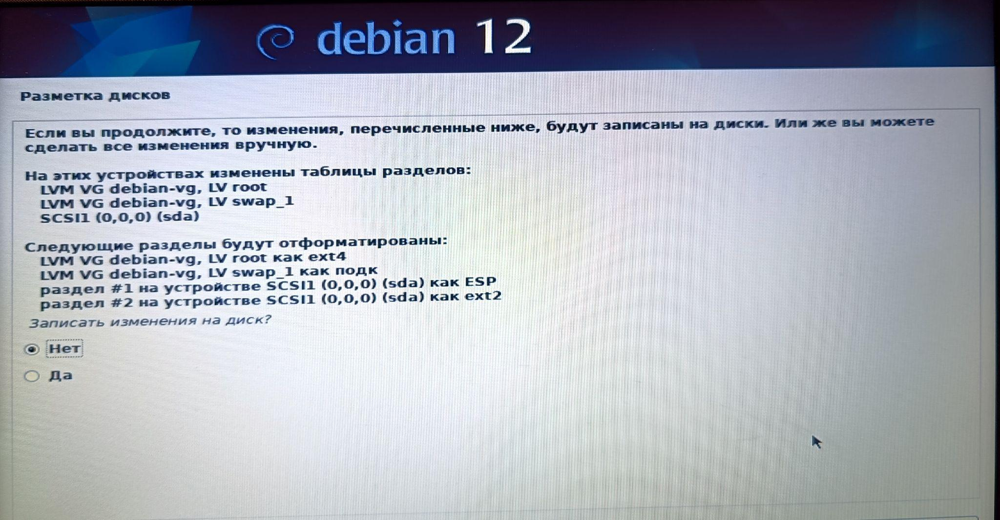 debian 12
Разметка дисков
Если вы продолжите, то изменения, перечисленные ниже, будут записаны на диски. Или же вы можете
сделать все изменения вручную.
На этих устройствах изменены таблицы разделов:
LVM VG debian-vg, LV root
LVM VG debian-vg, LV swap_1
SCSI1 (0,0,0) (sda)
Следующие разделы будут отформатированы:
LVM VG debian-vg, LV root как ext4
LVM VG debian-vg, LV swap_1 как подк
раздел #1 на устройстве SCSI1 (0,0,0) (sda) как ESP
раздел #2 на устройстве SCSI1 (0,0,0) (sda) как ext2
Записать изменения на диск?
Нет
Да